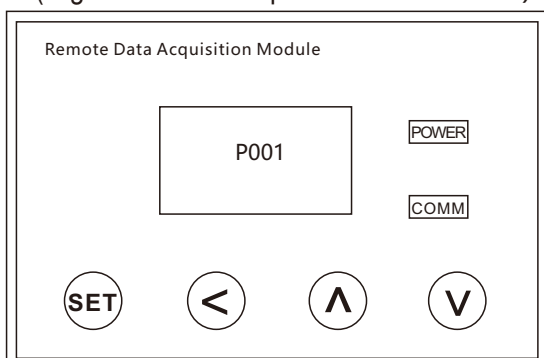 Remote Data Acquisition Module
P001
POWER
COMM
SET < Λ V